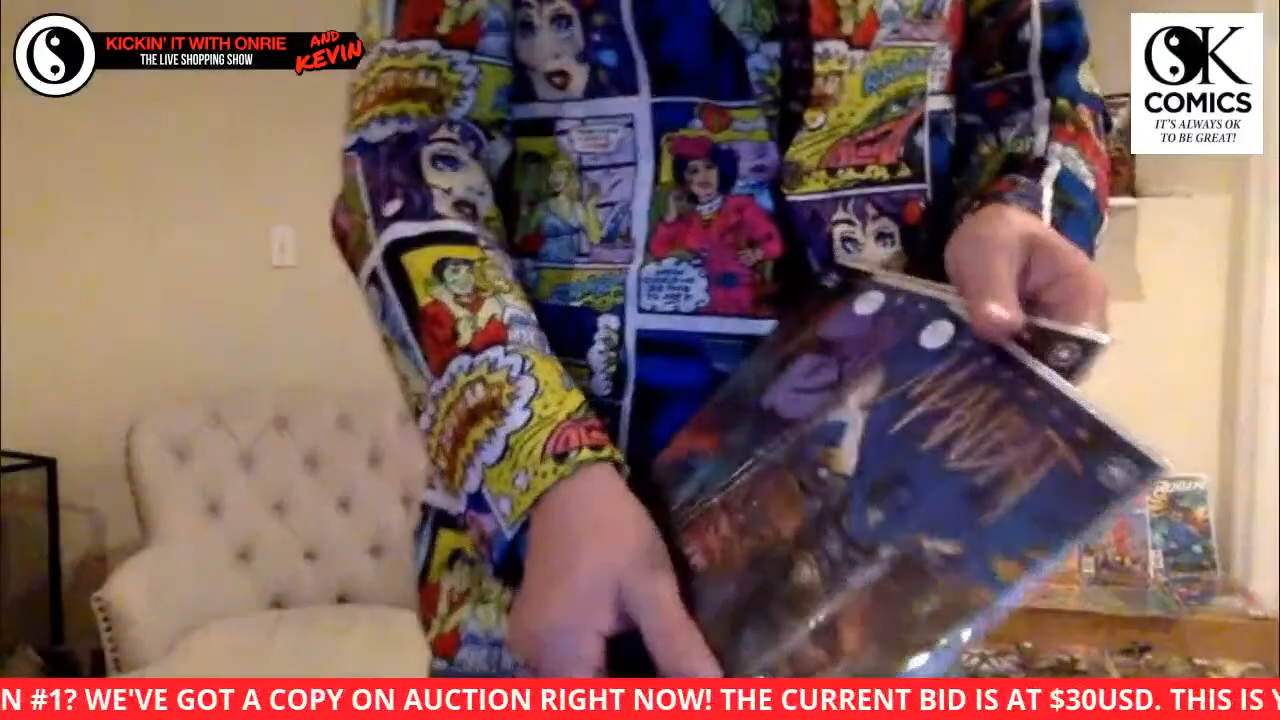 KICKIN' IT WITH ONRIE
AND
KEVIN
THE LIVE SHOPPING SHOW
OK
COMICS
IT'S ALWAYS OK
TO BE GREAT!
ROBIN
N #1? WE'VE GOT A COPY ON AUCTION RIGHT NOW! THE CURRENT BID IS AT $30USD. THIS IS Y